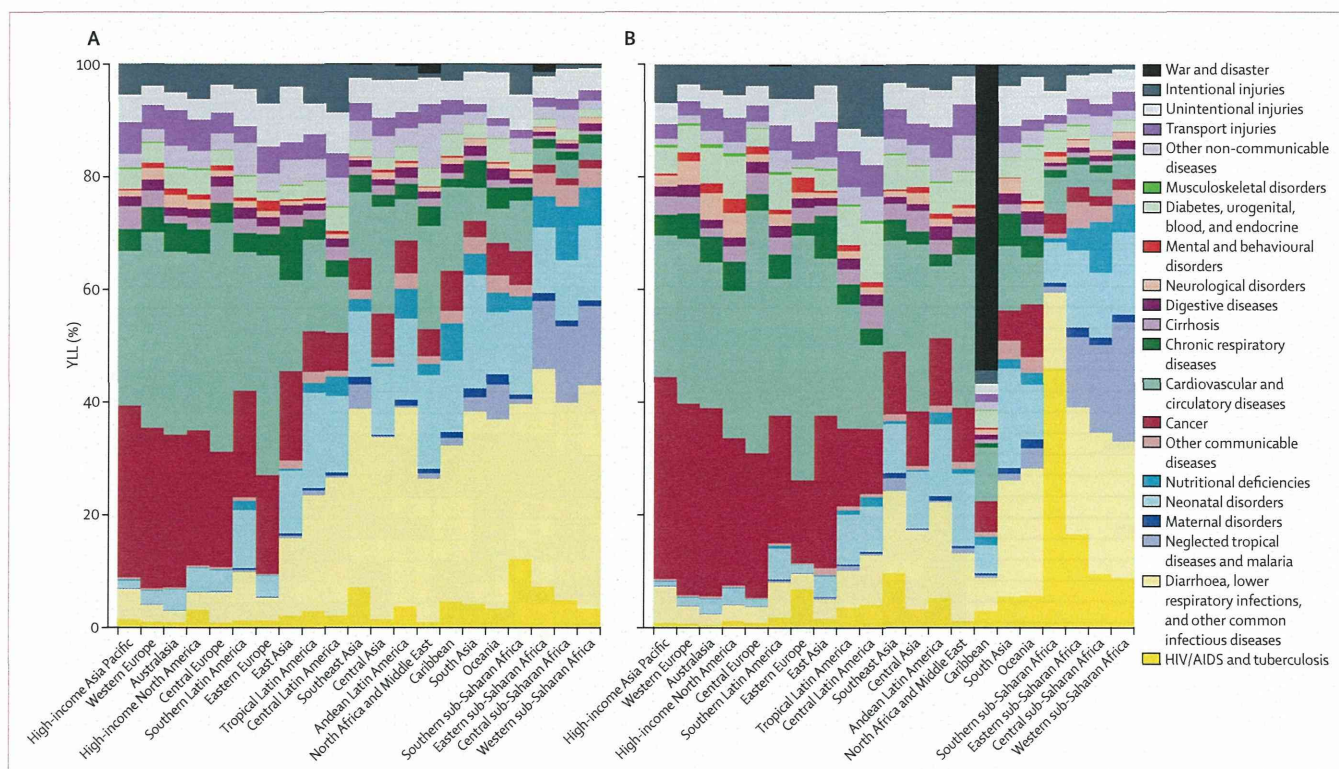 A
B
100
80
60
40
20
0
YLL (%)
High-income Asia Pacific
Western Europe
Australasia
High-income North America
Central Europe
Southern Latin America
Eastern Europe
East Asia
Tropical Latin America
Central Latin America
Southeast Asia
Central Asia
Andean Latin America
North Africa and Middle East
Caribbean
South Asia
Oceania
Southern sub-Saharan Africa
Eastern sub-Saharan Africa
Central sub-Saharan Africa
Western sub-Saharan Africa
High-income Asia Pacific
Western Europe
Australasia
High-income North America
Central Europe
Southern Latin America
Eastern Europe
East Asia
Tropical Latin America
Central Latin America
Southeast Asia
Central Asia
Andean Latin America
North Africa and Middle East
Caribbean
South Asia
Oceania
Southern sub-Saharan Africa
Eastern sub-Saharan Africa
Central sub-Saharan Africa
Western sub-Saharan Africa
War and disaster
Intentional injuries
Unintentional injuries
Transport injuries
Other non-communicable
diseases
Musculoskeletal disorders
Diabetes, urogenital,
blood, and endocrine
Mental and behavioural
disorders
Neurological disorders
Digestive diseases
Cirrhosis
Chronic respiratory
diseases
Cardiovascular and
circulatory diseases
Cancer
Other communicable
diseases
Nutritional deficiencies
Neonatal disorders
Maternal disorders
Neglected tropical
diseases and malaria
Diarrhoea, lower
respiratory infections,
and other common
infectious diseases
HIV/AIDS and tuberculosis